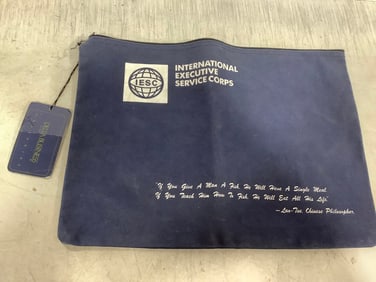 IESC
INTERNATIONAL
EXECUTIVE
SERVICE CORPS
"If You Give A Man A Fish, He Will Have A Single Meal.
If You Teach Him How To Fish, He Will Eat All His Life."
—Lao-Tze, Chinese Philosopher.